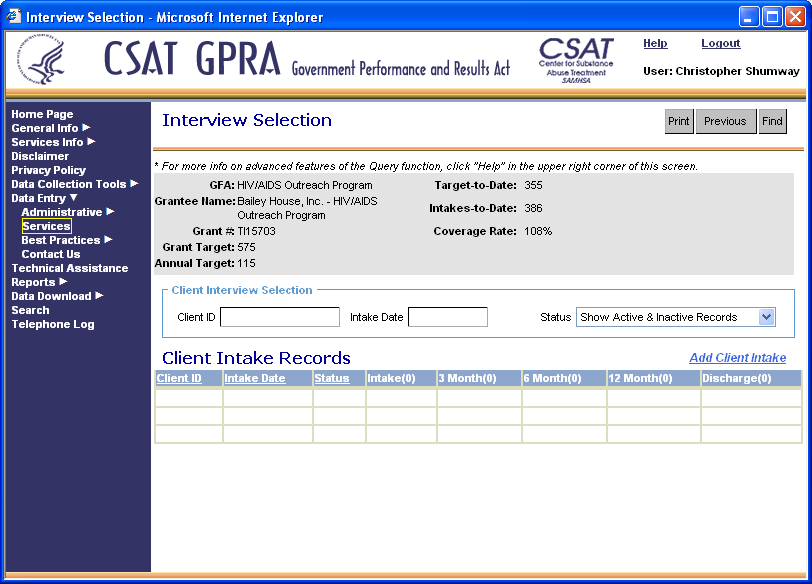 Interview Selection - Microsoft Internet Explorer
CSAT GPRA Government Performance and Results Act
CSAT
Center for Substance
Abuse Treatment
SAMHSA
Help Logout
User: Christopher Shumway
Home Page
General Info
Services Info
Disclaimer
Privacy Policy
Data Collection Tools
Data Entry
Administrative
Services
Best Practices
Contact Us
Technical Assistance
Reports
Data Download
Search
Telephone Log
Interview Selection
Print Previous Find
* For more info on advanced features of the Query function, click "Help" in the upper right corner of this screen.
GFA: HIV/AIDS Outreach Program Target-to-Date: 355
Grantee Name: Bailey House, Inc. - HIV/AIDS Intakes-to-Date: 386
Outreach Program
Grant #: TI15703 Coverage Rate: 108%
Grant Target: 575
Annual Target: 115
Client Interview Selection
Client ID Intake Date Status Show Active & Inactive Records
Client Intake Records Add Client Intake
Client ID Intake Date Status Intake(0) 3 Month(0) 6 Month(0) 12 Month(0) Discharge(0)